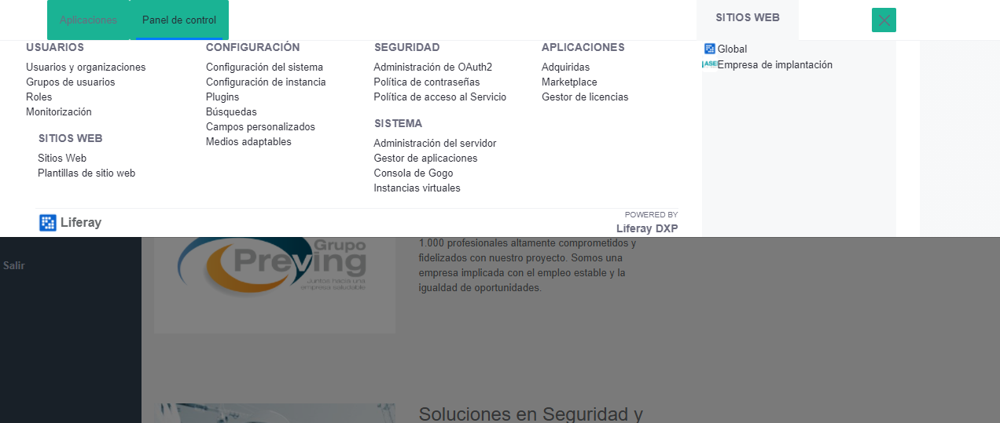 Aplicaciones
Panel de control
SITIOS WEB
USUARIOS
Usuarios y organizaciones
Grupos de usuarios
Roles
Monitorización
SITIOS WEB
Sitios Web
Plantillas de sitio web
CONFIGURACIÓN
Configuración del sistema
Configuración de instancia
Plugins
Búsquedas
Campos personalizados
Medios adaptables
SEGURIDAD
Administración de OAuth2
Política de contraseñas
Política de acceso al Servicio
SISTEMA
Administración del servidor
Gestor de aplicaciones
Consola de Gogo
Instancias virtuales
APLICACIONES
Adquiridas
Marketplace
Gestor de licencias
Global
Empresa de implantación
Liferay
POWERED BY
Liferay DXP
Salir
Grupo
Preving
Juntos hacia una
empresa saludable
1.000 profesionales altamente comprometidos y
fidelizados con nuestro proyecto. Somos una
empresa implicada con el empleo estable y la
igualdad de oportunidades.
Soluciones en Seguridad y